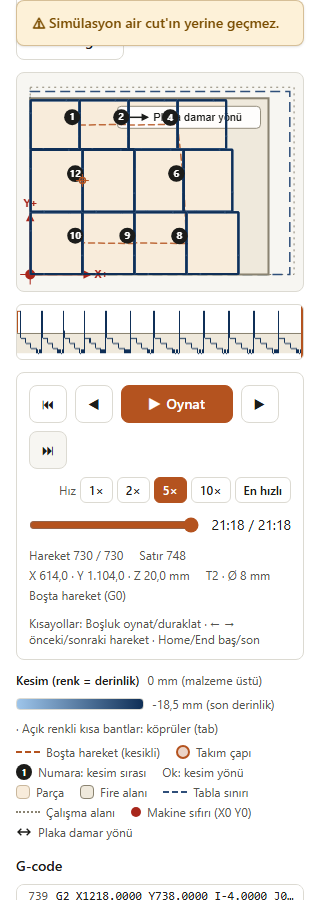 ⚠ Simülasyon air cut'ın yerine geçmez.
1 2 4 damar yönü
12 6
Y+
10 9 8
X+
⏮ ◀ ▶ Oynat ▶
⏭
Hız 1× 2× 5× 10× En hızlı
21:18 / 21:18
Hareket 730 / 730 Satır 748
X 614,0 · Y 1.104,0 · Z 20,0 mm T2 · Ø 8 mm
Boşta hareket (G0)
Kısayollar: Boşluk oynat/duraklat · ← →
önceki/sonraki hareket · Home/End baş/son
Kesim (renk = derinlik) 0 mm (malzeme üstü)
-18,5 mm (son derinlik)
· Açık renkli kısa bantlar: köprüler (tab)
Boşta hareket (kesikli) Takım çapı
1 Numara: kesim sırası Ok: kesim yönü
Parça Fire alanı Tabla sınırı
Çalışma alanı Makine sıfırı (X0 Y0)
↔ Plaka damar yönü
G-code
739 G2 X1218.0000 Y738.0000 I-4.0000 J0…